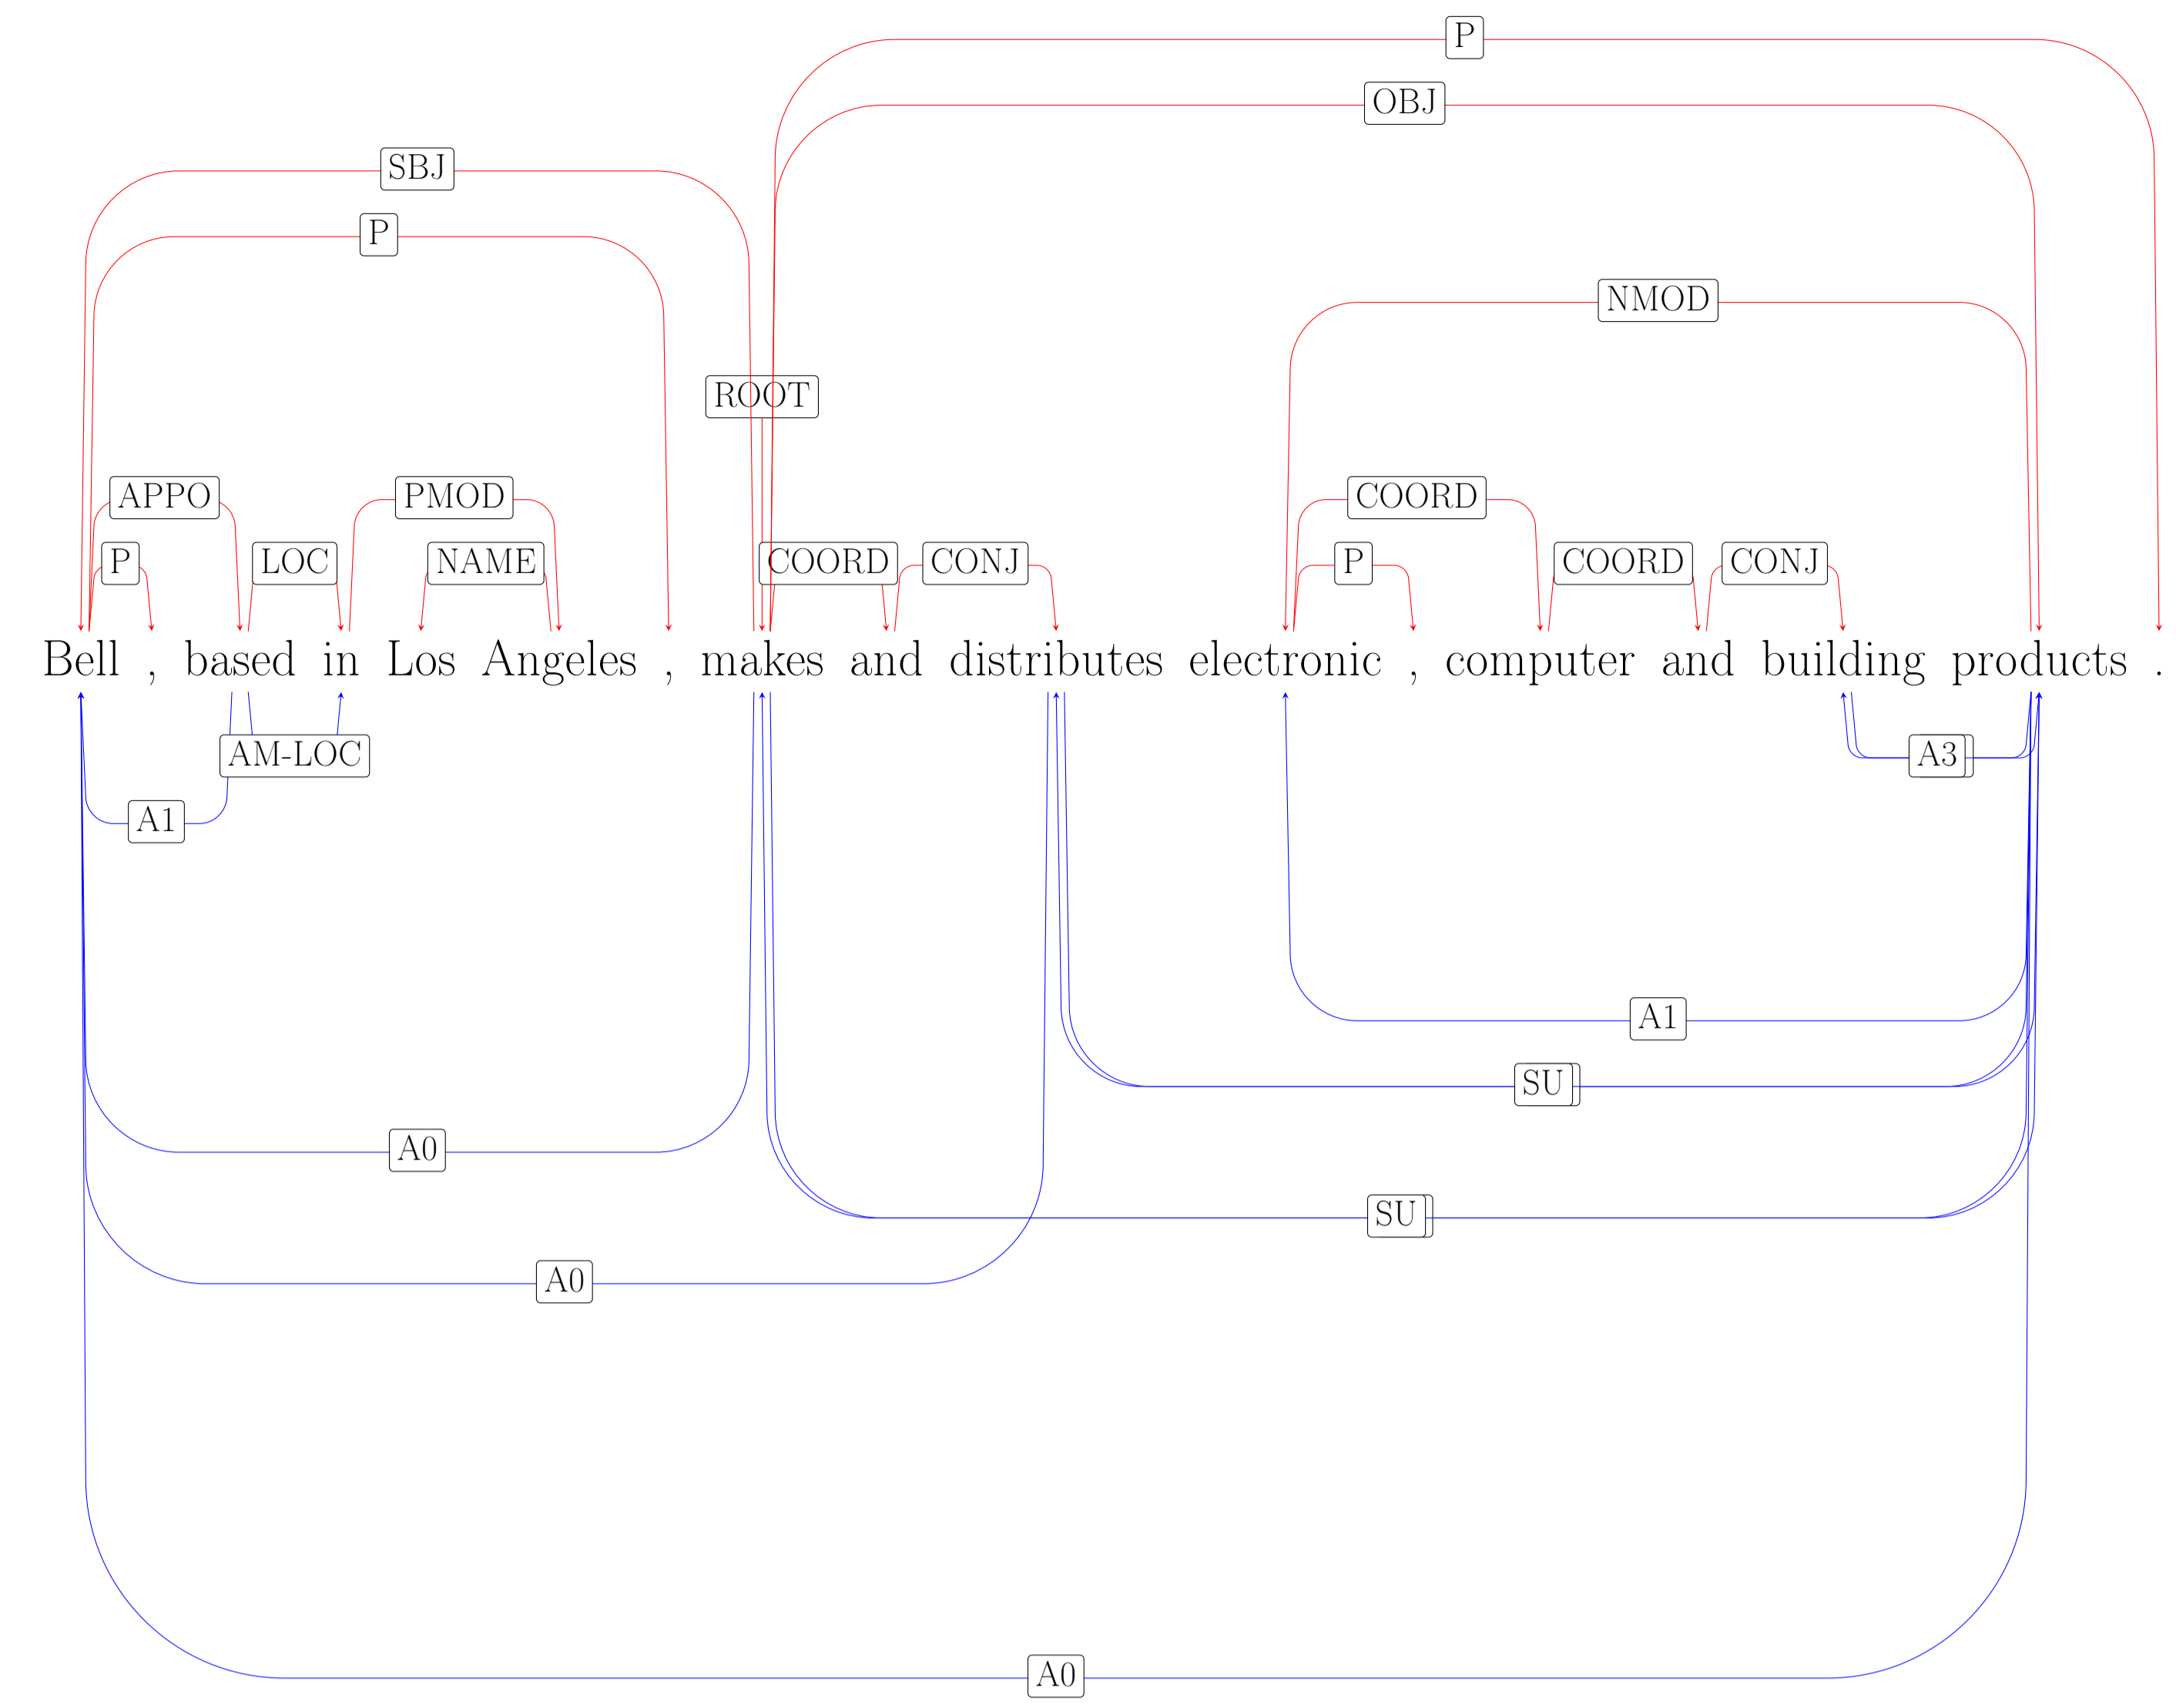 P
OBJ
SBJ
P
NMOD
ROOT
APPO PMOD COORD
P LOC NAME COORD CONJ P COORD CONJ
Bell , based in Los Angeles , makes and distributes electronic , computer and building products .
AM-LOC A3
A1
A1
SU
A0
SU
A0
A0